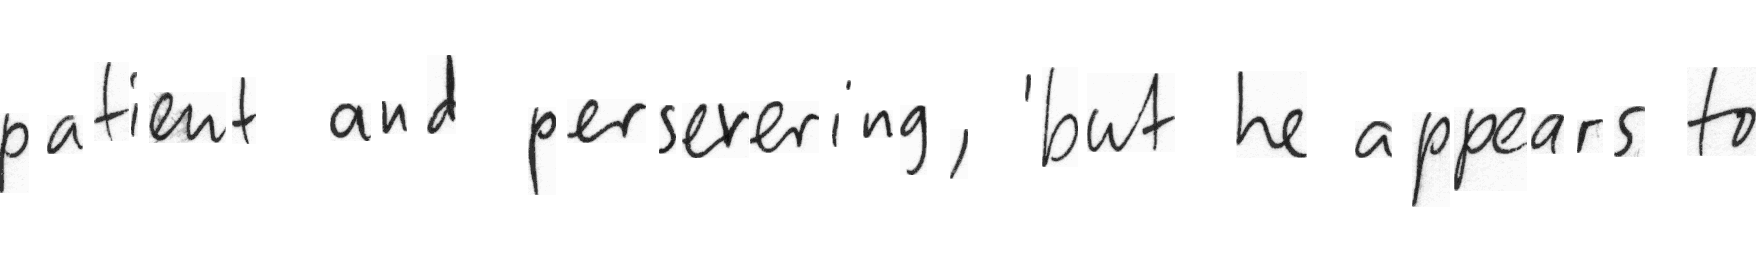 patient and persevering, 'but he appears to